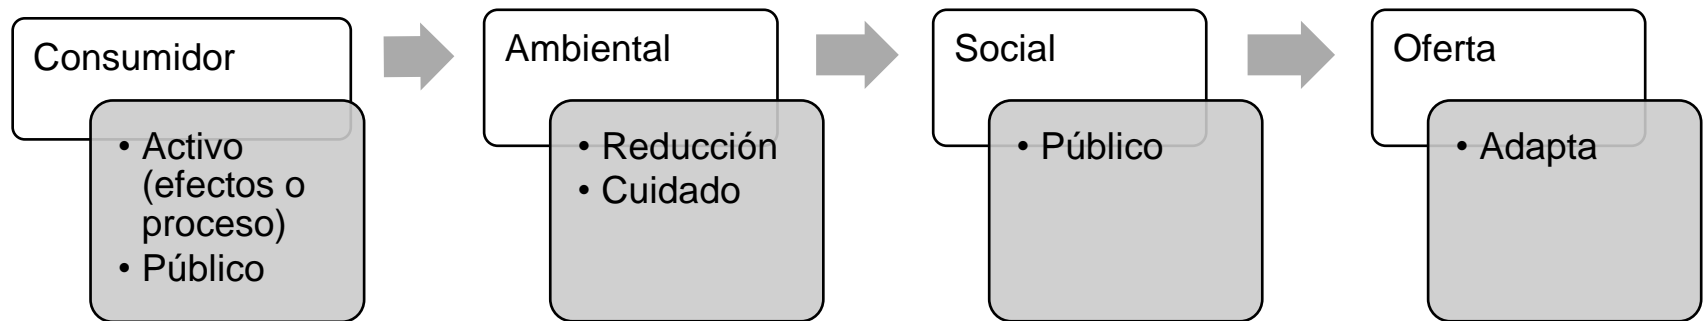 Consumidor
• Activo
(efectos o
proceso)
• Público
Ambiental
• Reducción
• Cuidado
Social
• Público
Oferta
• Adapta